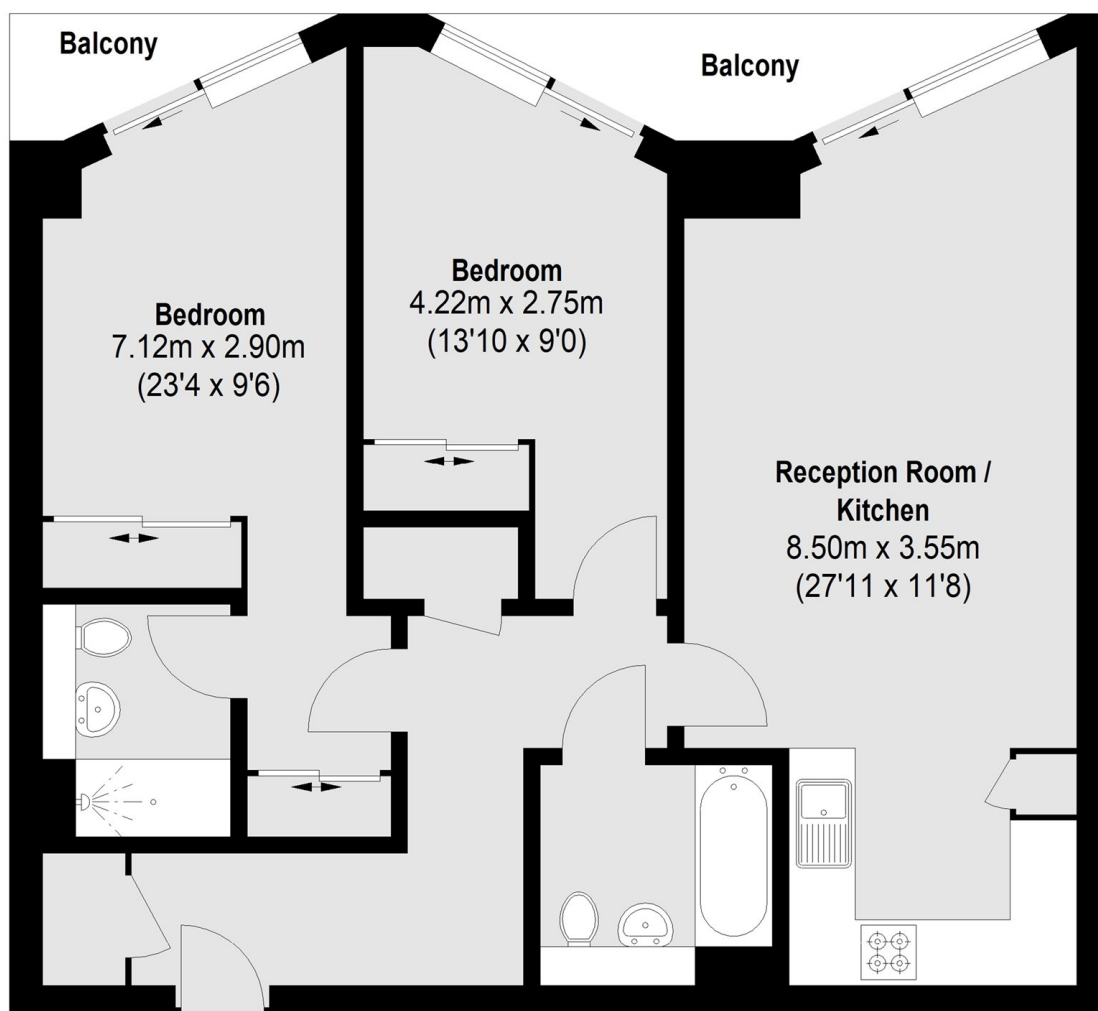 Balcony
Balcony
Bedroom
7.12m x 2.90m
(23'4 x 9'6)
Bedroom
4.22m x 2.75m
(13'10 x 9'0)
Reception Room /
Kitchen
8.50m x 3.55m
(27'11 x 11'8)